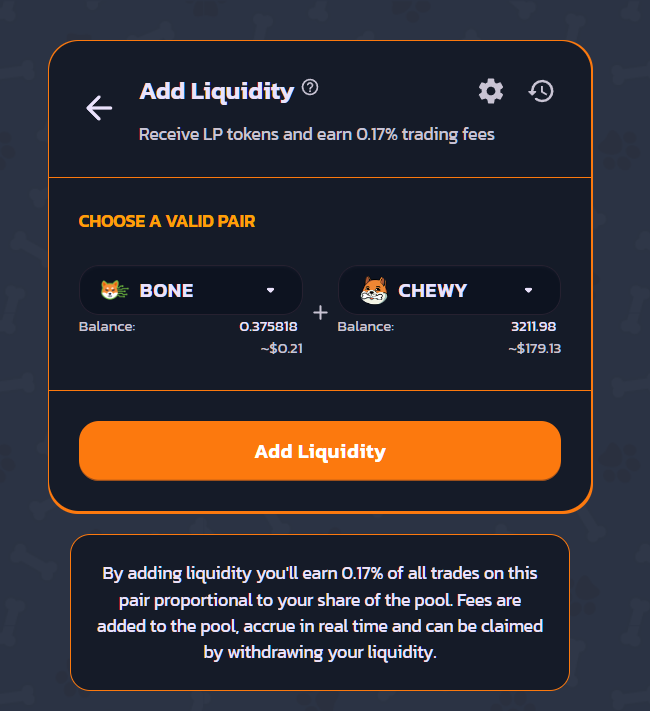 Add Liquidity
Receive LP tokens and earn 0.17% trading fees
CHOOSE A VALID PAIR
BONE
CHEWY
Balance: 0.375818
Balance: 3211.98
~$0.21
~$179.13
Add Liquidity
By adding liquidity you'll earn 0.17% of all trades on this
pair proportional to your share of the pool. Fees are
added to the pool, accrue in real time and can be claimed
by withdrawing your liquidity.